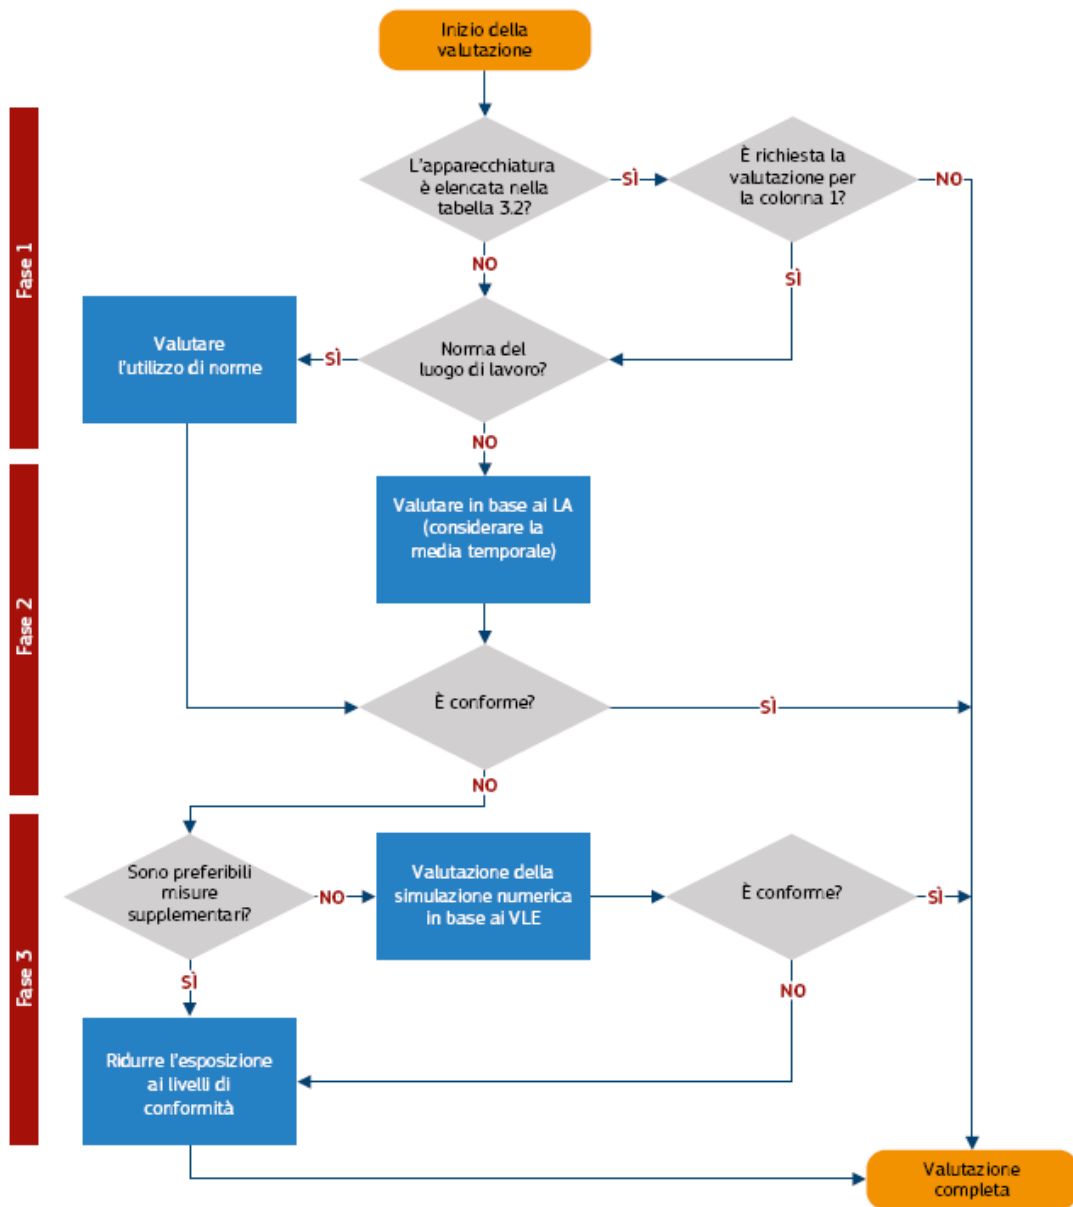 Inizio della
valutazione
Fase 1
L'apparecchiatura
è elencata nella
tabella 3.2?
SÌ
È richiesta la
valutazione per
la colonna 1?
NO
NO
SÌ
Valutare
l'utilizzo di norme
SÌ
Norma del
luogo di lavoro?
NO
Fase 2
Valutare in base ai LA
(considerare la
media temporale)
È conforme?
SÌ
NO
Fase 3
Sono preferibili
misure
supplementari?
NO
Valutazione della
simulazione numerica
in base ai VLE
È conforme?
SÌ
SÌ
NO
Ridurre l'esposizione
ai livelli di
conformità
Valutazione
completa